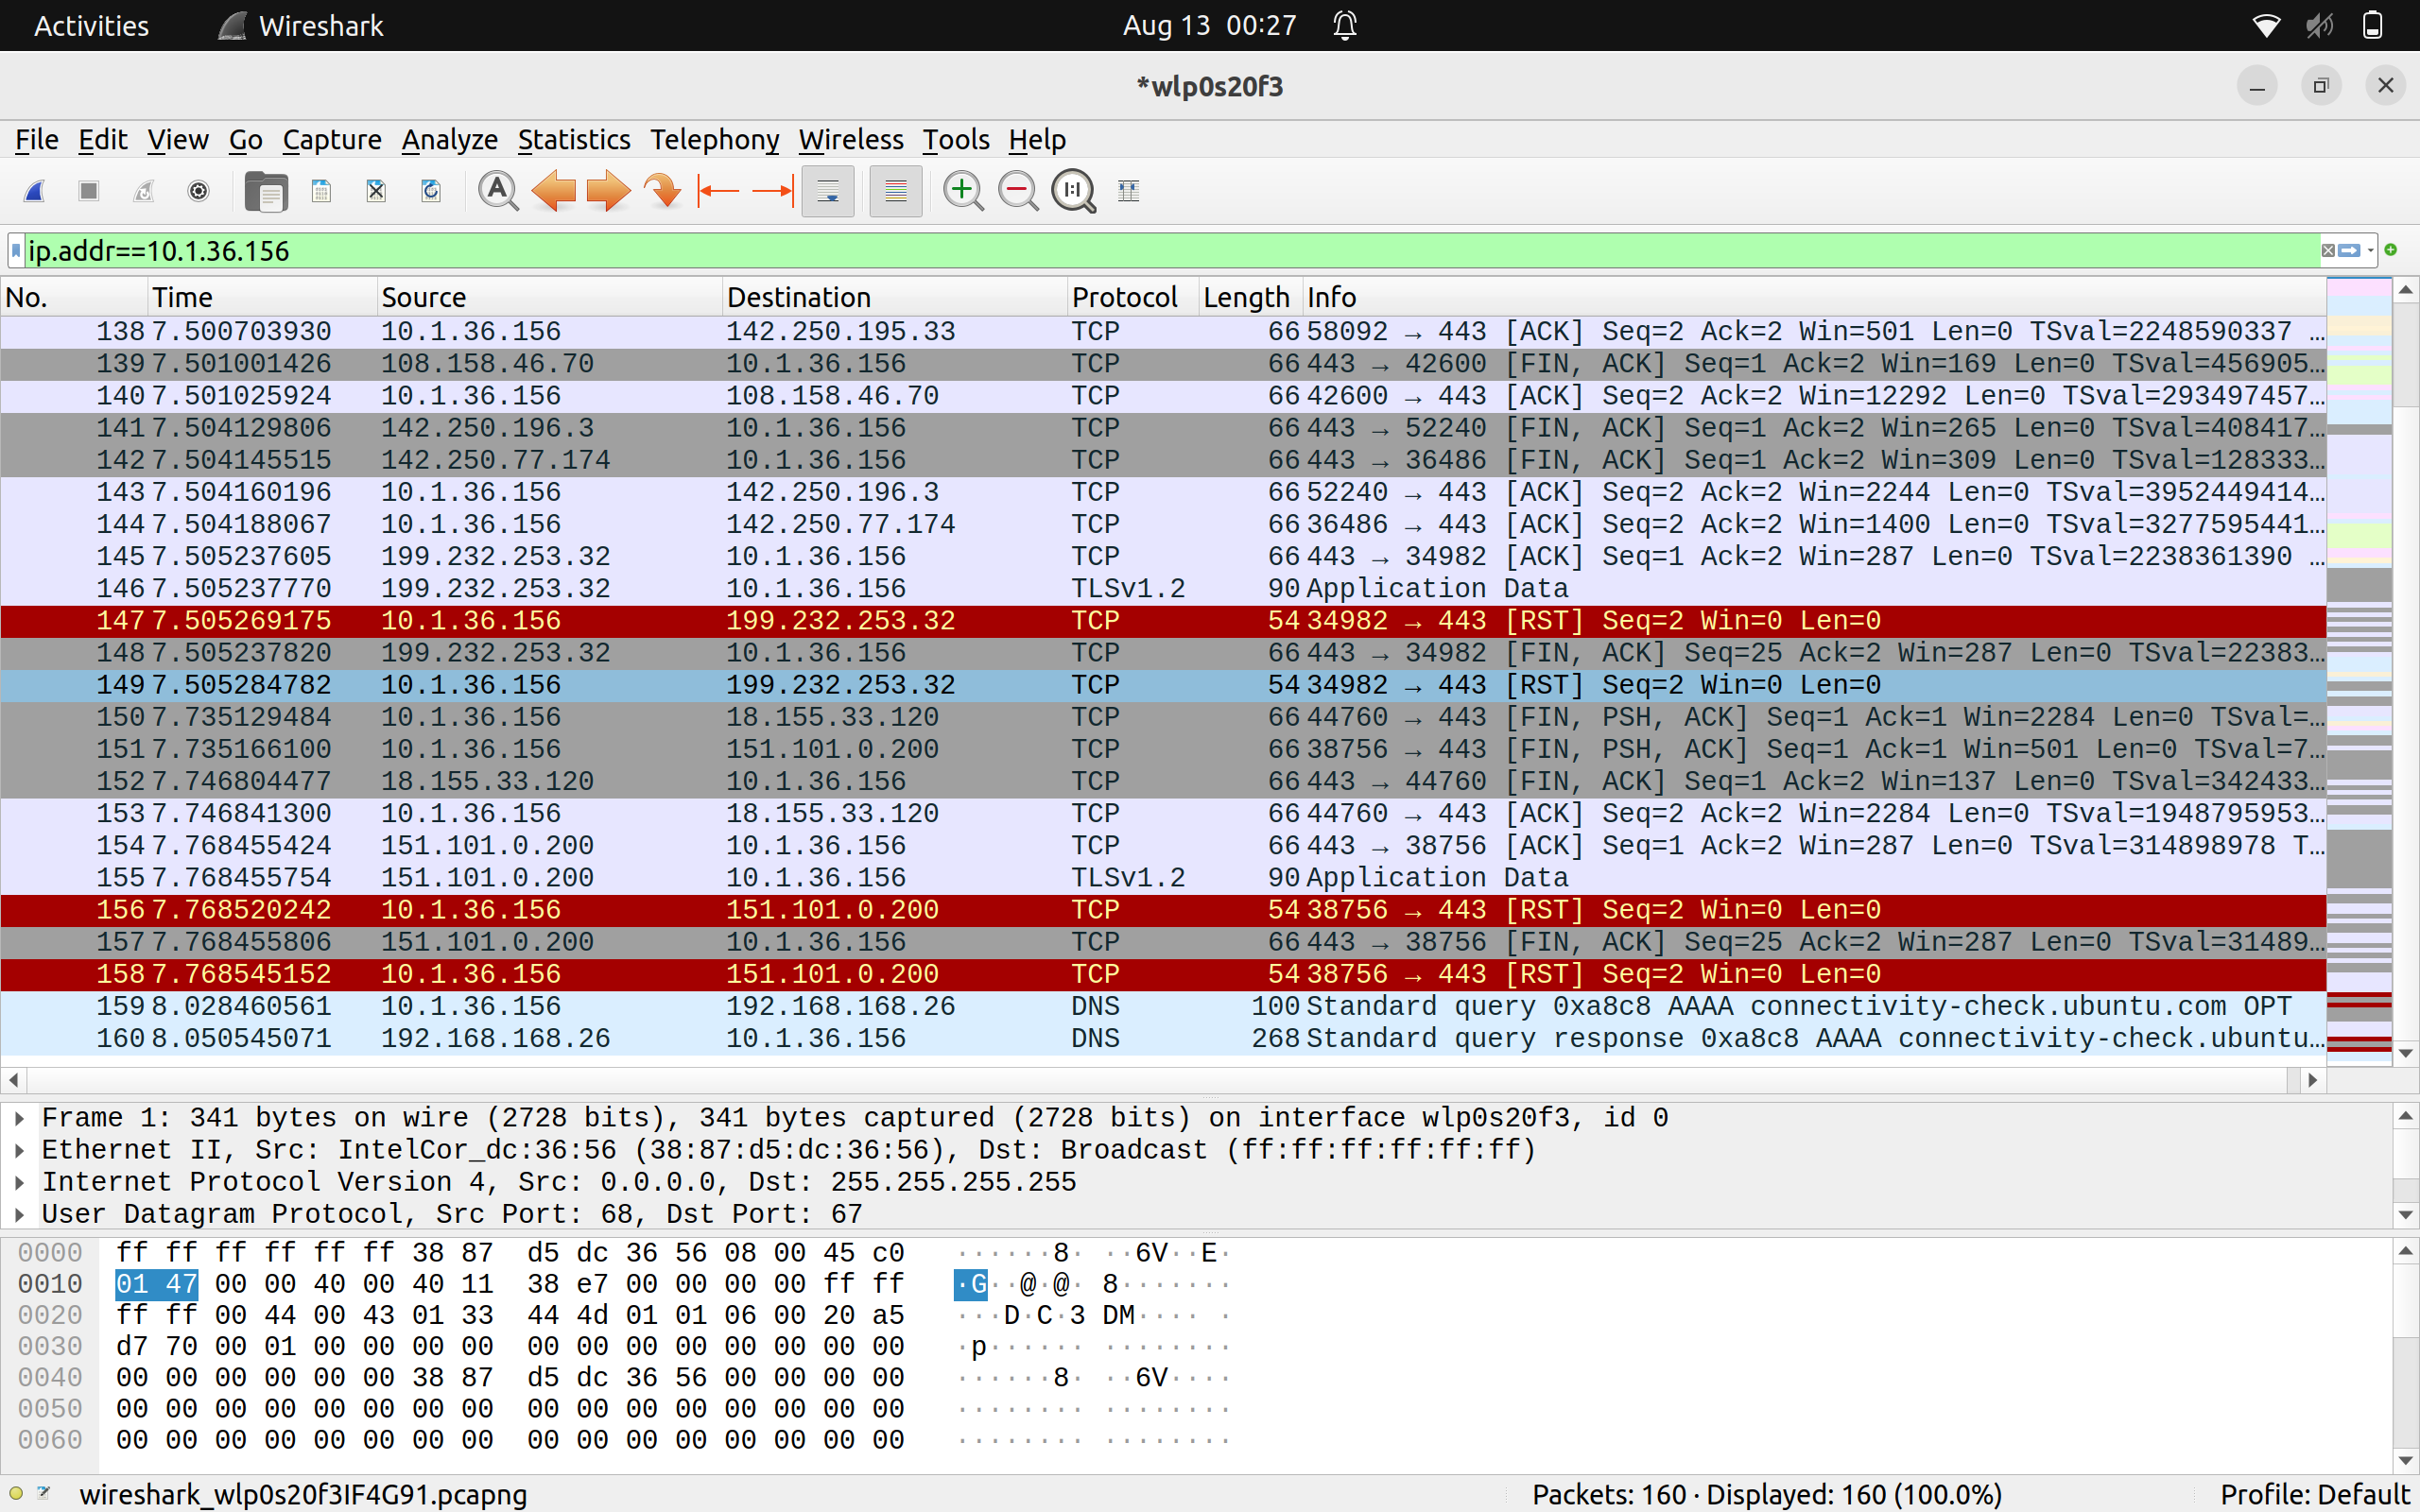 Activities Wireshark Aug 13 00:27
*wlp0s20f3
File Edit View Go Capture Analyze Statistics Telephony Wireless Tools Help
ip.addr==10.1.36.156
No. Time Source Destination Protocol Length Info
138 7.500703930 10.1.36.156 142.250.195.33 TCP 66 58092 → 443 [ACK] Seq=2 Ack=2 Win=501 Len=0 TSval=2248590337 …
139 7.501001426 108.158.46.70 10.1.36.156 TCP 66 443 → 42600 [FIN, ACK] Seq=1 Ack=2 Win=169 Len=0 TSval=456905…
140 7.501025924 10.1.36.156 108.158.46.70 TCP 66 42600 → 443 [ACK] Seq=2 Ack=2 Win=12292 Len=0 TSval=293497457…
141 7.504129806 142.250.196.3 10.1.36.156 TCP 66 443 → 52240 [FIN, ACK] Seq=1 Ack=2 Win=265 Len=0 TSval=408417…
142 7.504145515 142.250.77.174 10.1.36.156 TCP 66 443 → 36486 [FIN, ACK] Seq=1 Ack=2 Win=309 Len=0 TSval=128333…
143 7.504160196 10.1.36.156 142.250.196.3 TCP 66 52240 → 443 [ACK] Seq=2 Ack=2 Win=2244 Len=0 TSval=3952449414…
144 7.504188067 10.1.36.156 142.250.77.174 TCP 66 36486 → 443 [ACK] Seq=2 Ack=2 Win=1400 Len=0 TSval=3277595441…
145 7.505237605 199.232.253.32 10.1.36.156 TCP 66 443 → 34982 [ACK] Seq=1 Ack=2 Win=287 Len=0 TSval=2238361390 …
146 7.505237770 199.232.253.32 10.1.36.156 TLSv1.2 90 Application Data
147 7.505269175 10.1.36.156 199.232.253.32 TCP 54 34982 → 443 [RST] Seq=2 Win=0 Len=0
148 7.505237820 199.232.253.32 10.1.36.156 TCP 66 443 → 34982 [FIN, ACK] Seq=25 Ack=2 Win=287 Len=0 TSval=22383…
149 7.505284782 10.1.36.156 199.232.253.32 TCP 54 34982 → 443 [RST] Seq=2 Win=0 Len=0
150 7.735129484 10.1.36.156 18.155.33.120 TCP 66 44760 → 443 [FIN, PSH, ACK] Seq=1 Ack=1 Win=2284 Len=0 TSval=…
151 7.735166100 10.1.36.156 151.101.0.200 TCP 66 38756 → 443 [FIN, PSH, ACK] Seq=1 Ack=1 Win=501 Len=0 TSval=7…
152 7.746804477 18.155.33.120 10.1.36.156 TCP 66 443 → 44760 [FIN, ACK] Seq=1 Ack=2 Win=137 Len=0 TSval=342433…
153 7.746841300 10.1.36.156 18.155.33.120 TCP 66 44760 → 443 [ACK] Seq=2 Ack=2 Win=2284 Len=0 TSval=1948795953…
154 7.768455424 151.101.0.200 10.1.36.156 TCP 66 443 → 38756 [ACK] Seq=1 Ack=2 Win=287 Len=0 TSval=314898978 T…
155 7.768455754 151.101.0.200 10.1.36.156 TLSv1.2 90 Application Data
156 7.768520242 10.1.36.156 151.101.0.200 TCP 54 38756 → 443 [RST] Seq=2 Win=0 Len=0
157 7.768455806 151.101.0.200 10.1.36.156 TCP 66 443 → 38756 [FIN, ACK] Seq=25 Ack=2 Win=287 Len=0 TSval=31489…
158 7.768545152 10.1.36.156 151.101.0.200 TCP 54 38756 → 443 [RST] Seq=2 Win=0 Len=0
159 8.028460561 10.1.36.156 192.168.168.26 DNS 100 Standard query 0xa8c8 AAAA connectivity-check.ubuntu.com OPT
160 8.050545071 192.168.168.26 10.1.36.156 DNS 268 Standard query response 0xa8c8 AAAA connectivity-check.ubuntu…
Frame 1: 341 bytes on wire (2728 bits), 341 bytes captured (2728 bits) on interface wlp0s20f3, id 0
Ethernet II, Src: IntelCor_dc:36:56 (38:87:d5:dc:36:56), Dst: Broadcast (ff:ff:ff:ff:ff:ff)
Internet Protocol Version 4, Src: 0.0.0.0, Dst: 255.255.255.255
User Datagram Protocol, Src Port: 68, Dst Port: 67
0000 ff ff ff ff ff ff 38 87 d5 dc 36 56 08 00 45 c0 ······8· ··6V··E·
0010 01 47 00 00 40 00 40 11 38 e7 00 00 00 00 ff ff ·G··@·@· 8·······
0020 ff ff 00 44 00 43 01 33 44 4d 01 01 06 00 20 a5 ···D·C·3 DM···· ·
0030 d7 70 00 01 00 00 00 00 00 00 00 00 00 00 00 00 ·p······ ········
0040 00 00 00 00 00 00 38 87 d5 dc 36 56 00 00 00 00 ······8· ··6V····
0050 00 00 00 00 00 00 00 00 00 00 00 00 00 00 00 00 ········ ········
0060 00 00 00 00 00 00 00 00 00 00 00 00 00 00 00 00 ········ ········
wireshark_wlp0s20f3IF4G91.pcapng Packets: 160 · Displayed: 160 (100.0%) Profile: Default